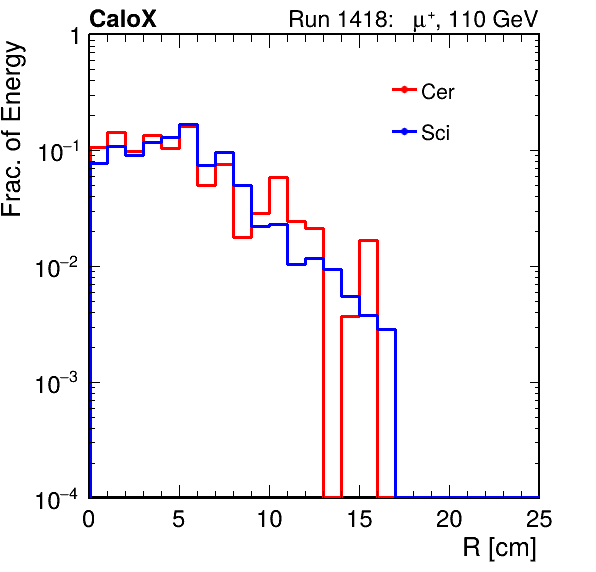 CaloX Run 1418: μ⁺, 110 GeV
Frac. of Energy
Cer
Sci
1
10⁻¹
10⁻²
10⁻³
10⁻⁴
0 5 10 15 20 25
R [cm]